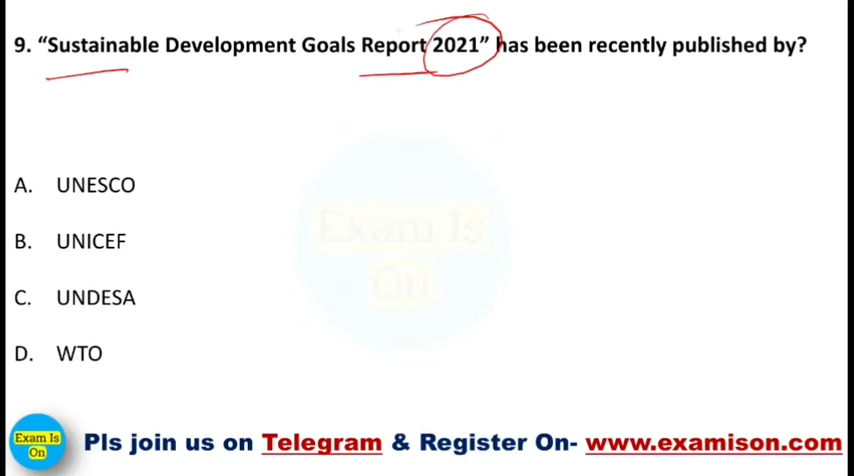 9. “Sustainable Development Goals Report 2021” has been recently published by?
A. UNESCO
Exam Is
On
B. UNICEF
C. UNDESA
D. WTO
Exam Is
On
Pls join us on Telegram & Register On- www.examison.com